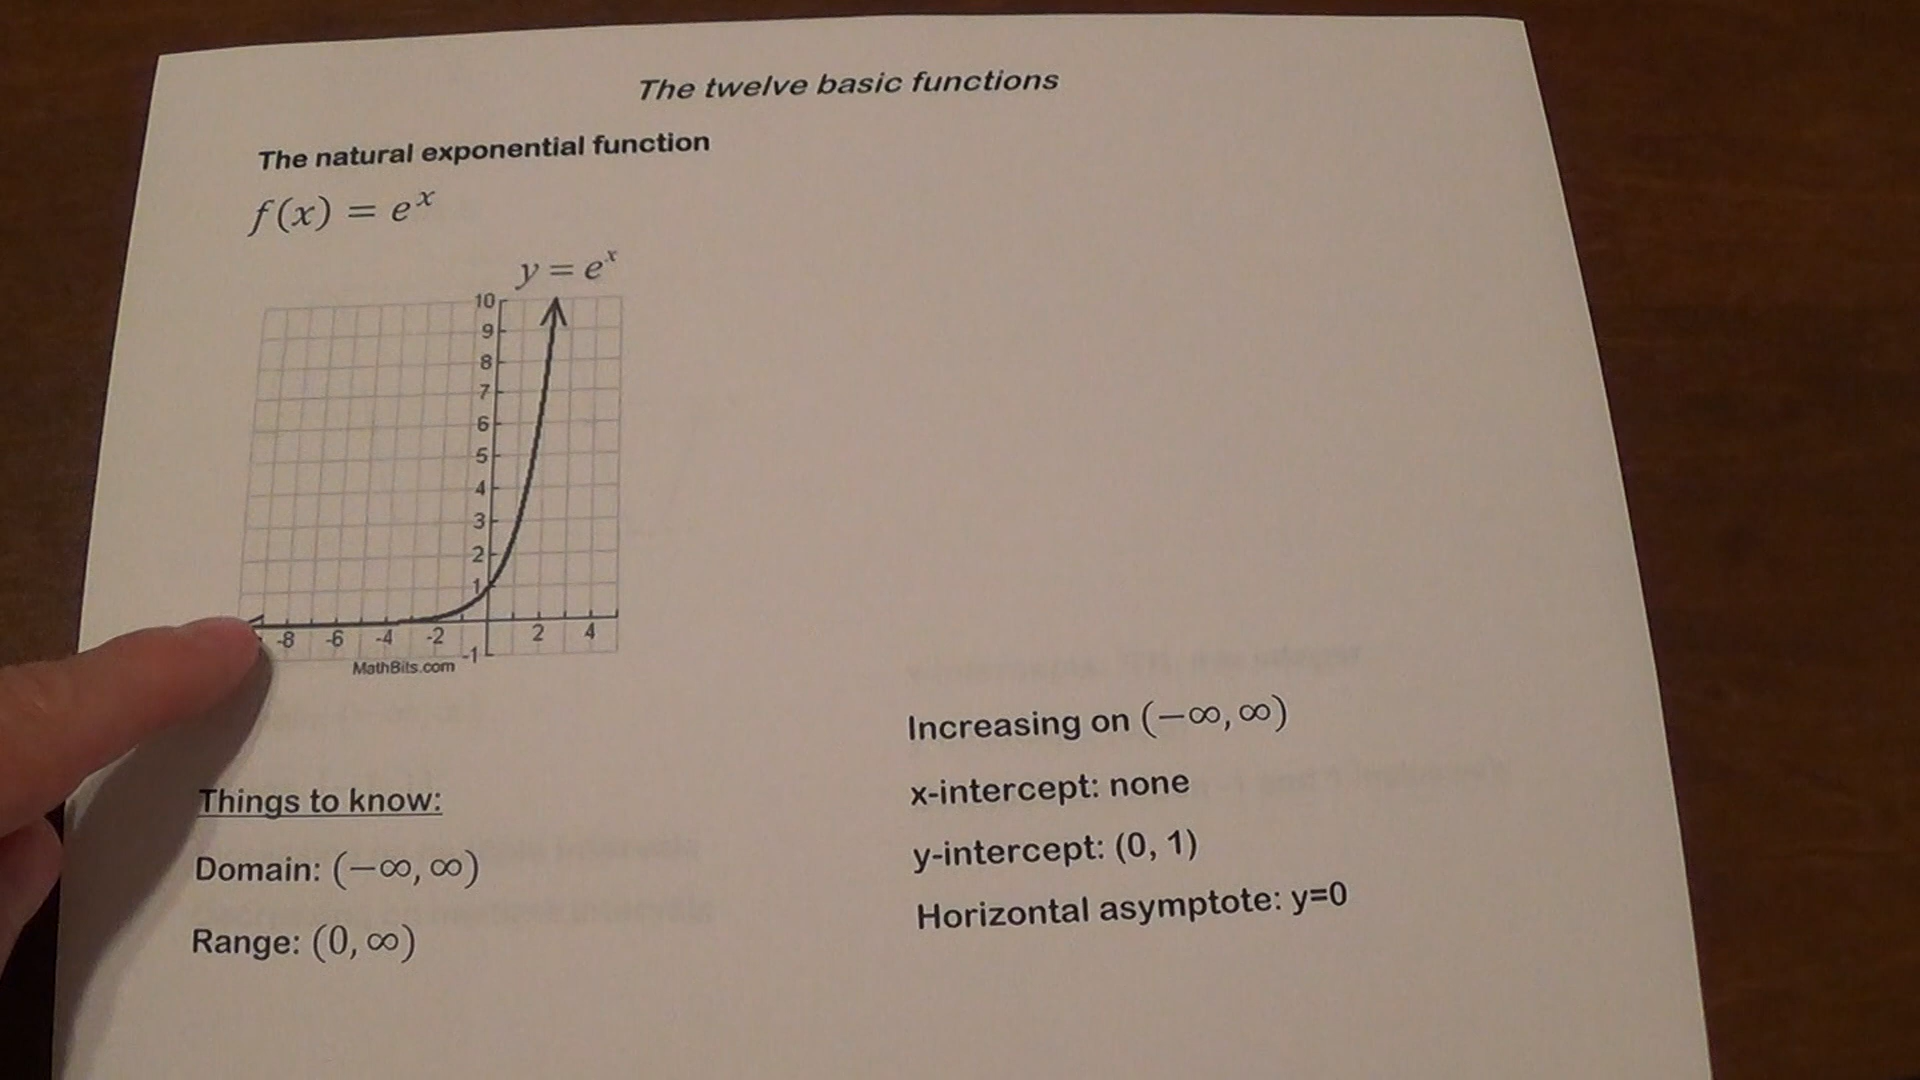 The twelve basic functions
The natural exponential function
f(x) = eˣ
y = eˣ
10
9
8
7
6
5
4
3
2
1
-8 -6 -4 -2 2 4
-1
MathBits.com
Things to know:
Domain: (−∞, ∞)
Range: (0, ∞)
Increasing on (−∞, ∞)
x-intercept: none
y-intercept: (0, 1)
Horizontal asymptote: y=0